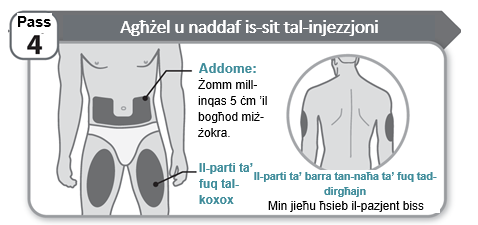 Pass
4
Agħżel u naddaf is-sit tal-injezzjoni
Addome:
Żomm mill-
inqas 5 ċm 'il
bogħod miż-
żokra.
Il-parti ta'
fuq tal-
koxox
Il-parti ta' barra tan-naħa ta' fuq tad-
dirgħajn
Min jieħu ħsieb il-pazjent biss